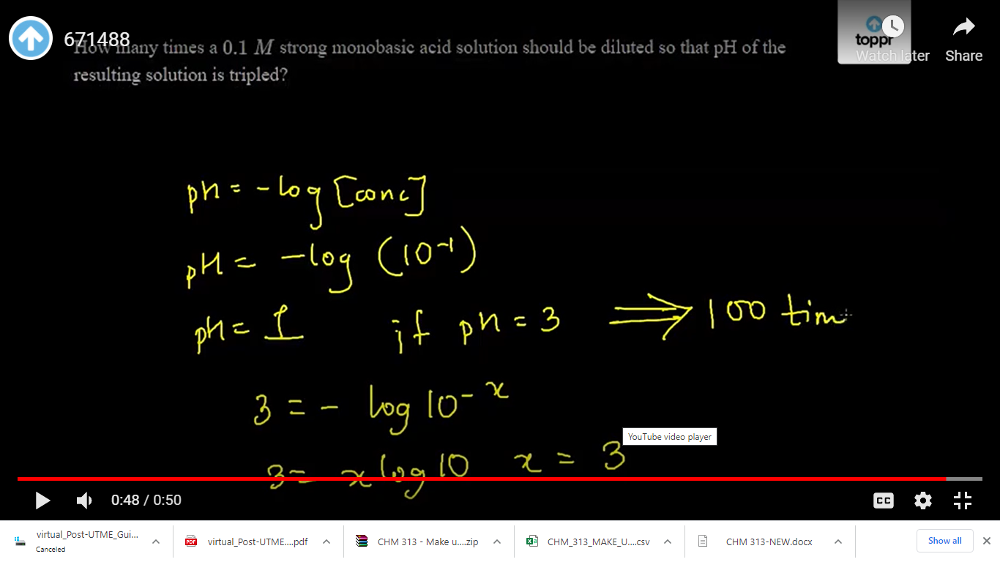 671488
How many times a 0.1 M strong monobasic acid solution should be diluted so that pH of the
resulting solution is tripled?
toppr
Watch later
Share
pH = -log [conc]
pH = -log (10⁻¹)
pH = 1 if pH = 3 ⟹ 100 tim
3 = - log 10⁻ˣ
YouTube video player
3 = x log 10 x = 3
0:48 / 0:50
CC
virtual_Post-UTME_Gui...
Canceled
virtual_Post-UTME....pdf
CHM 313 - Make u....zip
CHM_313_MAKE_U....csv
CHM 313-NEW.docx
Show all